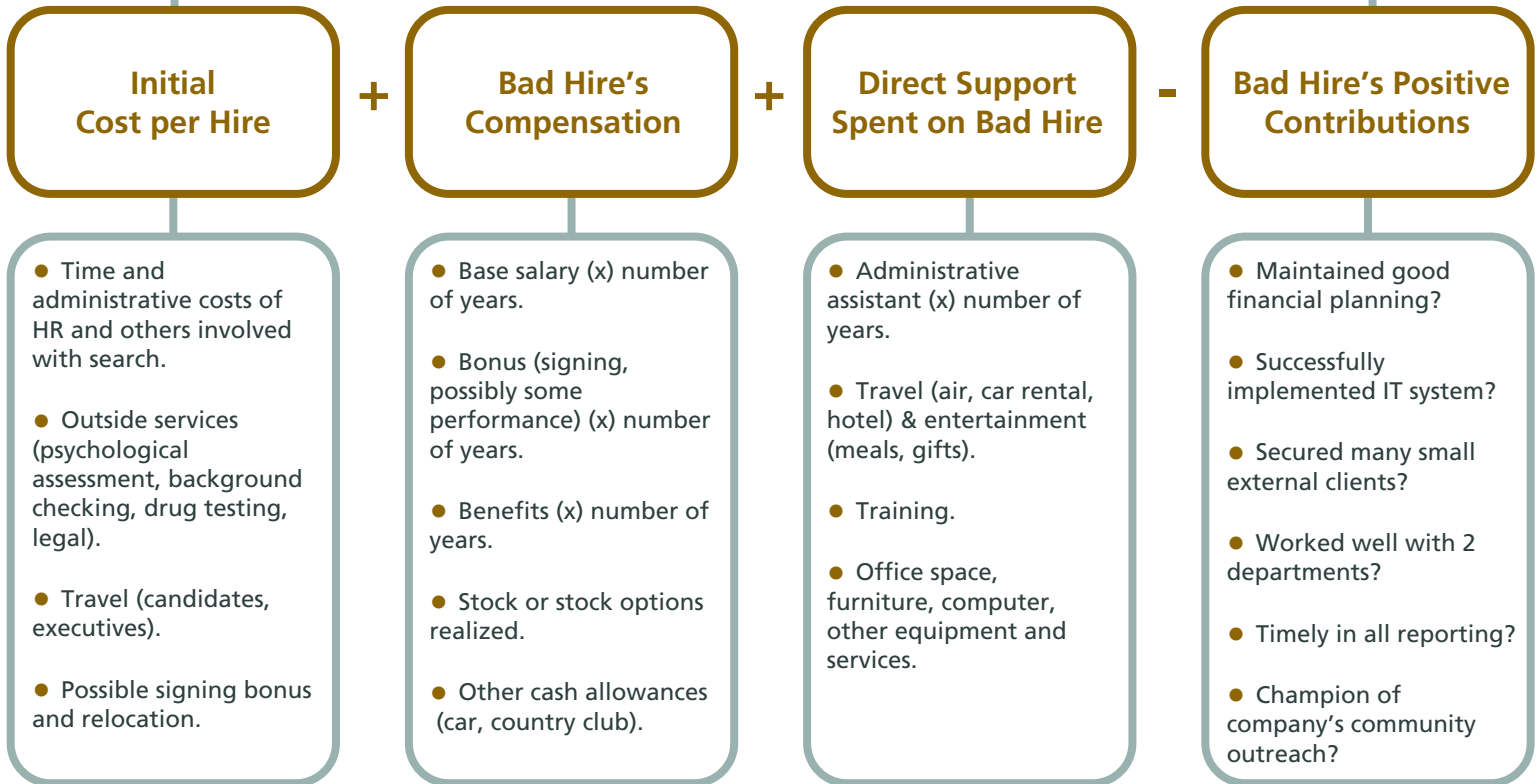 Initial
Cost per Hire
+
Bad Hire's
Compensation
+
Direct Support
Spent on Bad Hire
-
Bad Hire's Positive
Contributions
● Time and
administrative costs of
HR and others involved
with search.
● Outside services
(psychological
assessment, background
checking, drug testing,
legal).
● Travel (candidates,
executives).
● Possible signing bonus
and relocation.
● Base salary (x) number
of years.
● Bonus (signing,
possibly some
performance) (x) number
of years.
● Benefits (x) number of
years.
● Stock or stock options
realized.
● Other cash allowances
(car, country club).
● Administrative
assistant (x) number of
years.
● Travel (air, car rental,
hotel) & entertainment
(meals, gifts).
● Training.
● Office space,
furniture, computer,
other equipment and
services.
● Maintained good
financial planning?
● Successfully
implemented IT system?
● Secured many small
external clients?
● Worked well with 2
departments?
● Timely in all reporting?
● Champion of
company's community
outreach?